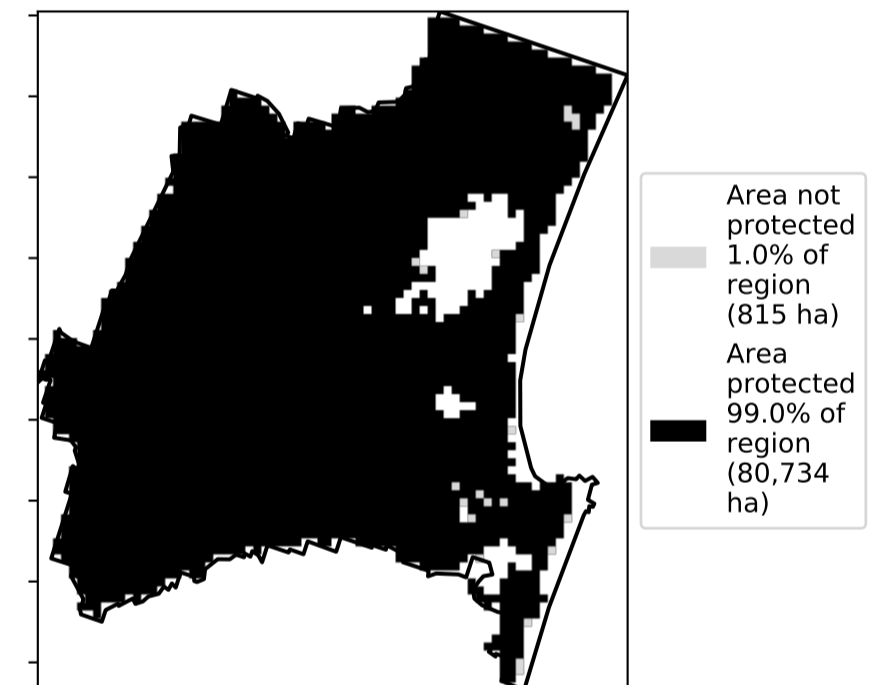 Area not
protected
1.0% of
region
(815 ha)
Area
protected
99.0% of
region
(80,734
ha)